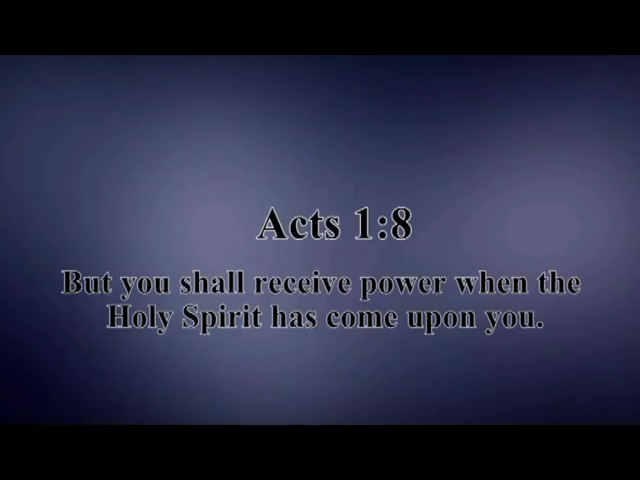 Acts 1:8
But you shall receive power when the
Holy Spirit has come upon you.